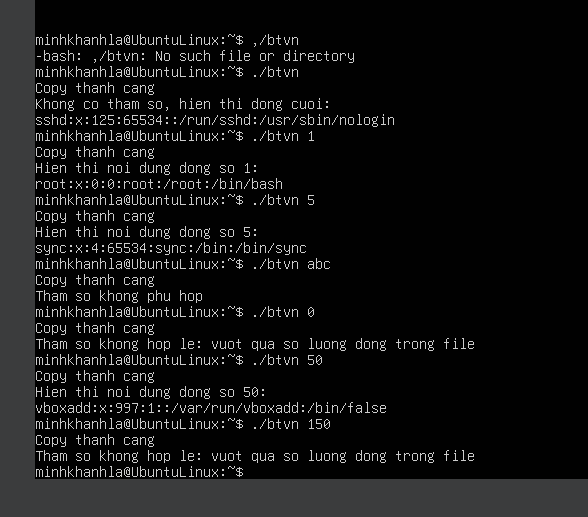 minhkhanhla@UbuntuLinux:~$ ,/btvn
-bash: ,/btvn: No such file or directory
minhkhanhla@UbuntuLinux:~$ ./btvn
Copy thanh cang
Khong co tham so, hien thi dong cuoi:
sshd:x:125:65534::/run/sshd:/usr/sbin/nologin
minhkhanhla@UbuntuLinux:~$ ./btvn 1
Copy thanh cang
Hien thi noi dung dong so 1:
root:x:0:0:root:/root:/bin/bash
minhkhanhla@UbuntuLinux:~$ ./btvn 5
Copy thanh cang
Hien thi noi dung dong so 5:
sync:x:4:65534:sync:/bin:/bin/sync
minhkhanhla@UbuntuLinux:~$ ./btvn abc
Copy thanh cang
Tham so khong phu hop
minhkhanhla@UbuntuLinux:~$ ./btvn 0
Copy thanh cang
Tham so khong hop le: vuot qua so luong dong trong file
minhkhanhla@UbuntuLinux:~$ ./btvn 50
Copy thanh cang
Hien thi noi dung dong so 50:
vboxadd:x:997:1::/var/run/vboxadd:/bin/false
minhkhanhla@UbuntuLinux:~$ ./btvn 150
Copy thanh cang
Tham so khong hop le: vuot qua so luong dong trong file
minhkhanhla@UbuntuLinux:~$